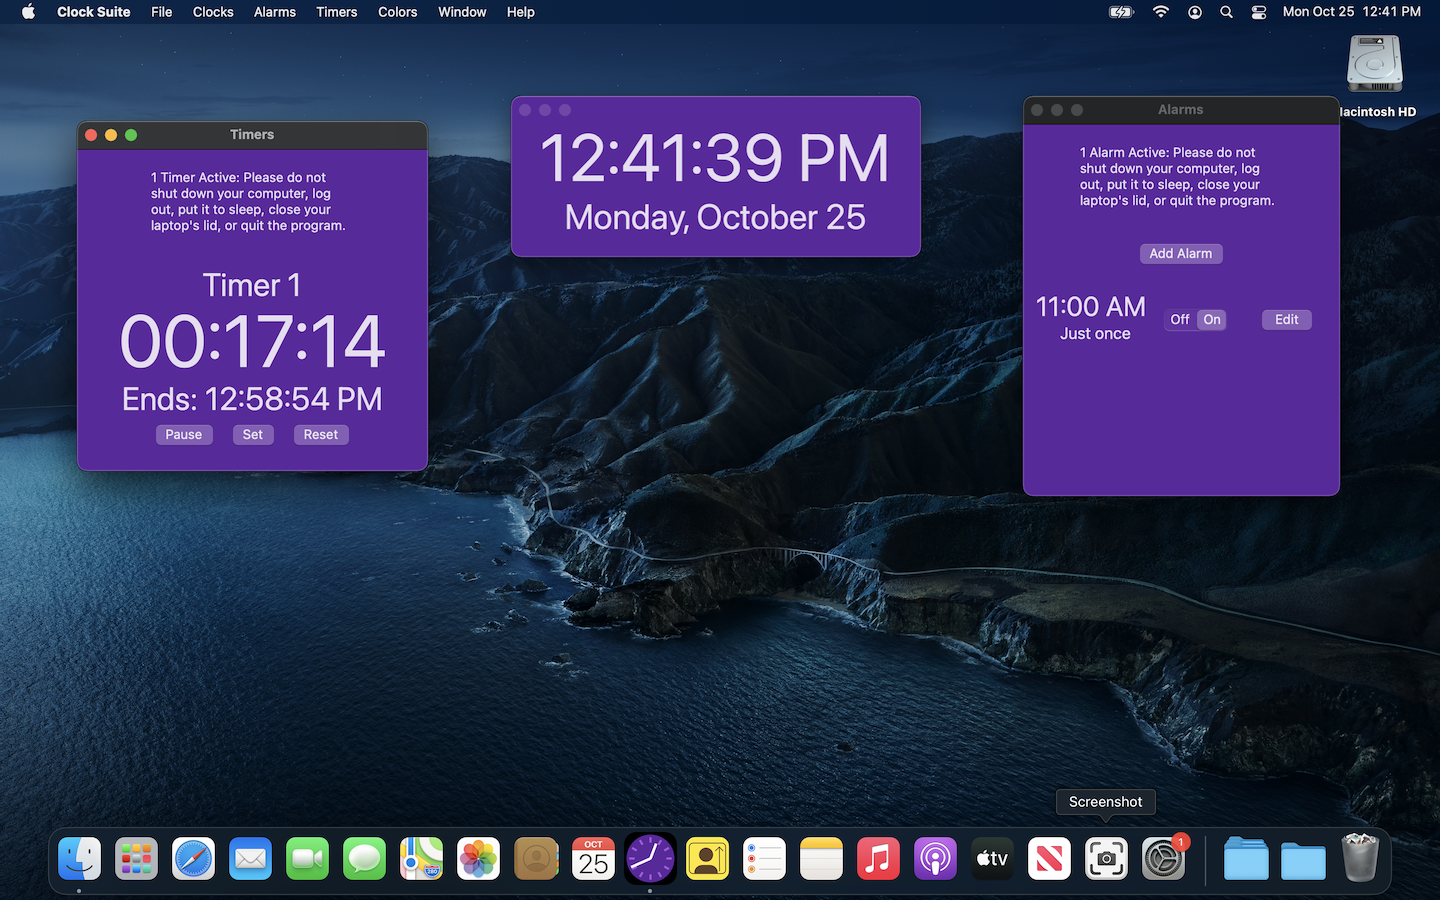 Clock Suite File Clocks Alarms Timers Colors Window Help
Mon Oct 25 12:41 PM
Timers
1 Timer Active: Please do not
shut down your computer, log
out, put it to sleep, close your
laptop's lid, or quit the program.
Timer 1
00:17:14
Ends: 12:58:54 PM
Pause Set Reset
12:41:39 PM
Monday, October 25
Alarms
1 Alarm Active: Please do not
shut down your computer, log
out, put it to sleep, close your
laptop's lid, or quit the program.
Add Alarm
11:00 AM
Just once
Off On
Edit
acintosh HD
Screenshot
280
OCT
25
tv
1